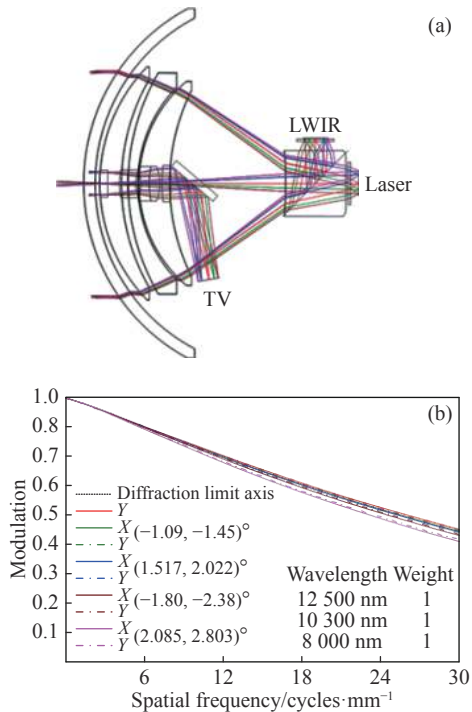 (a)
LWIR
Laser
TV
(b)
1.0
0.9
0.8
0.7
0.6
0.5
0.4
0.3
0.2
0.1
Modulation
Diffraction limit axis
Y
X (−1.09, −1.45)°
Y
X (1.517, 2.022)°
Y
X (−1.80, −2.38)°
Y
X (2.085, 2.803)°
Y
Wavelength Weight
12 500 nm 1
10 300 nm 1
8 000 nm 1
6 12 18 24 30
Spatial frequency/cycles·mm⁻¹